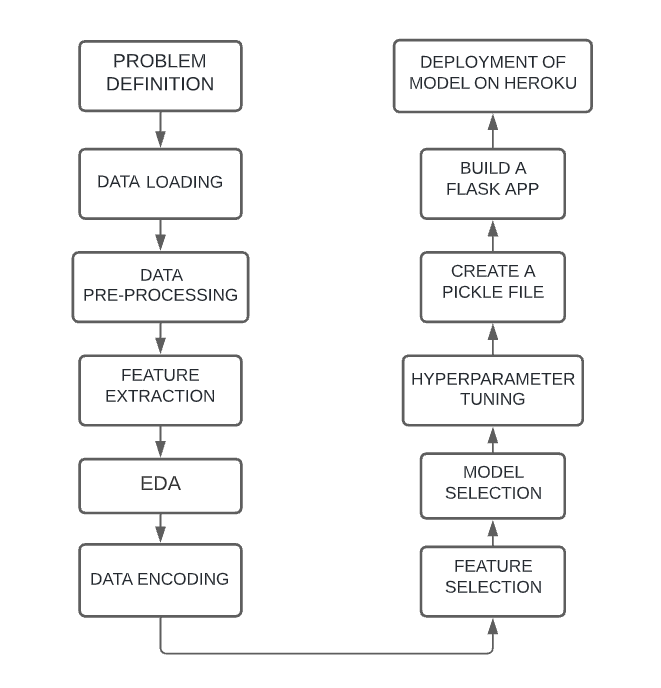 PROBLEM
DEFINITION
DATA LOADING
DATA
PRE-PROCESSING
FEATURE
EXTRACTION
EDA
DATA ENCODING
FEATURE
SELECTION
MODEL
SELECTION
HYPERPARAMETER
TUNING
CREATE A
PICKLE FILE
BUILD A
FLASK APP
DEPLOYMENT OF
MODEL ON HEROKU